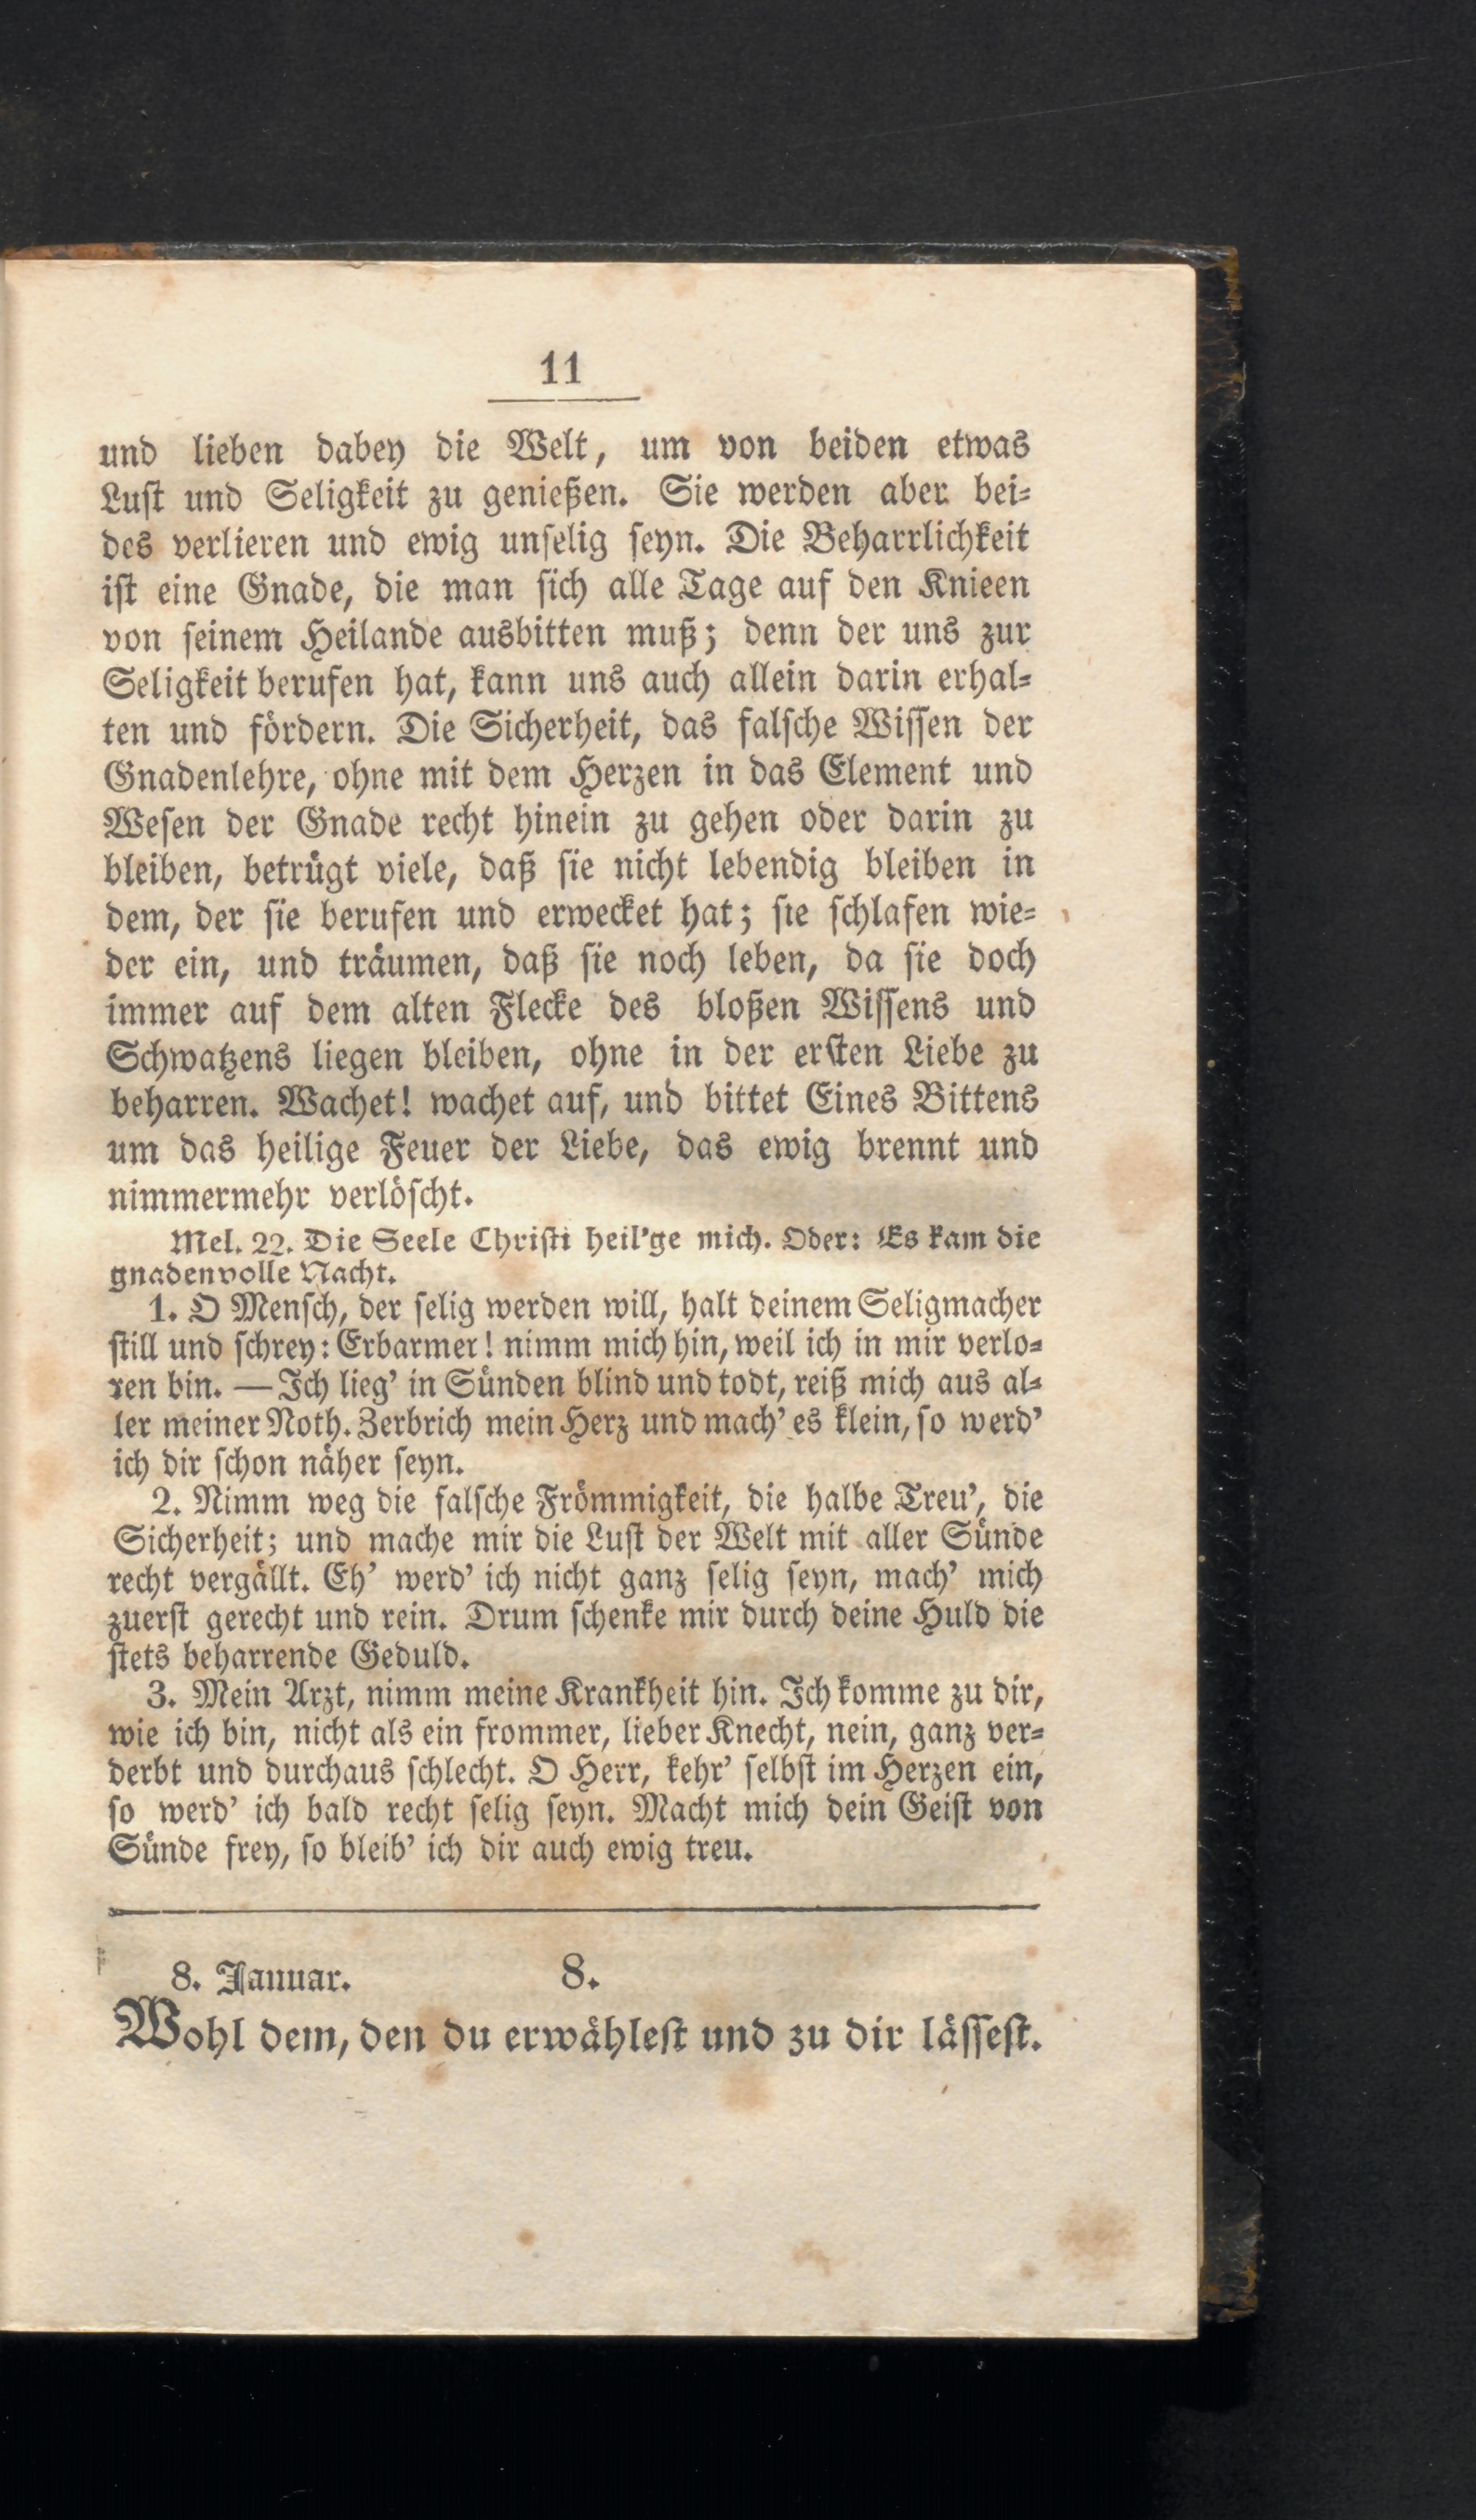 11
und lieben dabey die Welt, um von beiden etwas
Lust und Seligkeit zu genießen. Sie werden aber bei-
des verlieren und ewig unselig seyn. Die Beharrlichkeit
ist eine Gnade, die man sich alle Tage auf den Knieen
von seinem Heilande ausbitten muß; denn der uns zur
Seligkeit berufen hat, kann uns auch allein darin erhal-
ten und fördern. Die Sicherheit, das falsche Wissen der
Gnadenlehre, ohne mit dem Herzen in das Element und
Wesen der Gnade recht hinein zu gehen oder darin zu
bleiben, betrügt viele, daß sie nicht lebendig bleiben in
dem, der sie berufen und erwecket hat; sie schlafen wie-
der ein, und träumen, daß sie noch leben, da sie doch
immer auf dem alten Flecke des bloßen Wissens und
Schwatzens liegen bleiben, ohne in der ersten Liebe zu
beharren. Wachet! wachet auf, und bittet Eines Bittens
um das heilige Feuer der Liebe, das ewig brennt und
nimmermehr verlöscht.
Mel. 22. Die Seele Christi heil'ge mich. Oder: Es kam die
gnadenvolle Nacht.
1. O Mensch, der selig werden will, halt deinem Seligmacher
still und schrey: Erbarmer! nimm mich hin, weil ich in mir verlo-
ren bin. — Ich lieg' in Sünden blind und todt, reiß mich aus al-
ler meiner Noth. Zerbrich mein Herz und mach' es klein, so werd'
ich dir schon näher seyn.
2. Nimm weg die falsche Frömmigkeit, die halbe Treu', die
Sicherheit; und mache mir die Lust der Welt mit aller Sünde
recht vergällt. Eh' werd' ich nicht ganz selig seyn, mach' mich
zuerst gerecht und rein. Drum schenke mir durch deine Huld die
stets beharrende Geduld.
3. Mein Arzt, nimm meine Krankheit hin. Ich komme zu dir,
wie ich bin, nicht als ein frommer, lieber Knecht, nein, ganz ver-
derbt und durchaus schlecht. O Herr, kehr' selbst im Herzen ein,
so werd' ich bald recht selig seyn. Macht mich dein Geist von
Sünde frey, so bleib' ich dir auch ewig treu.
8. Januar. 8.
Wohl dem, den du erwählest und zu dir lässest.